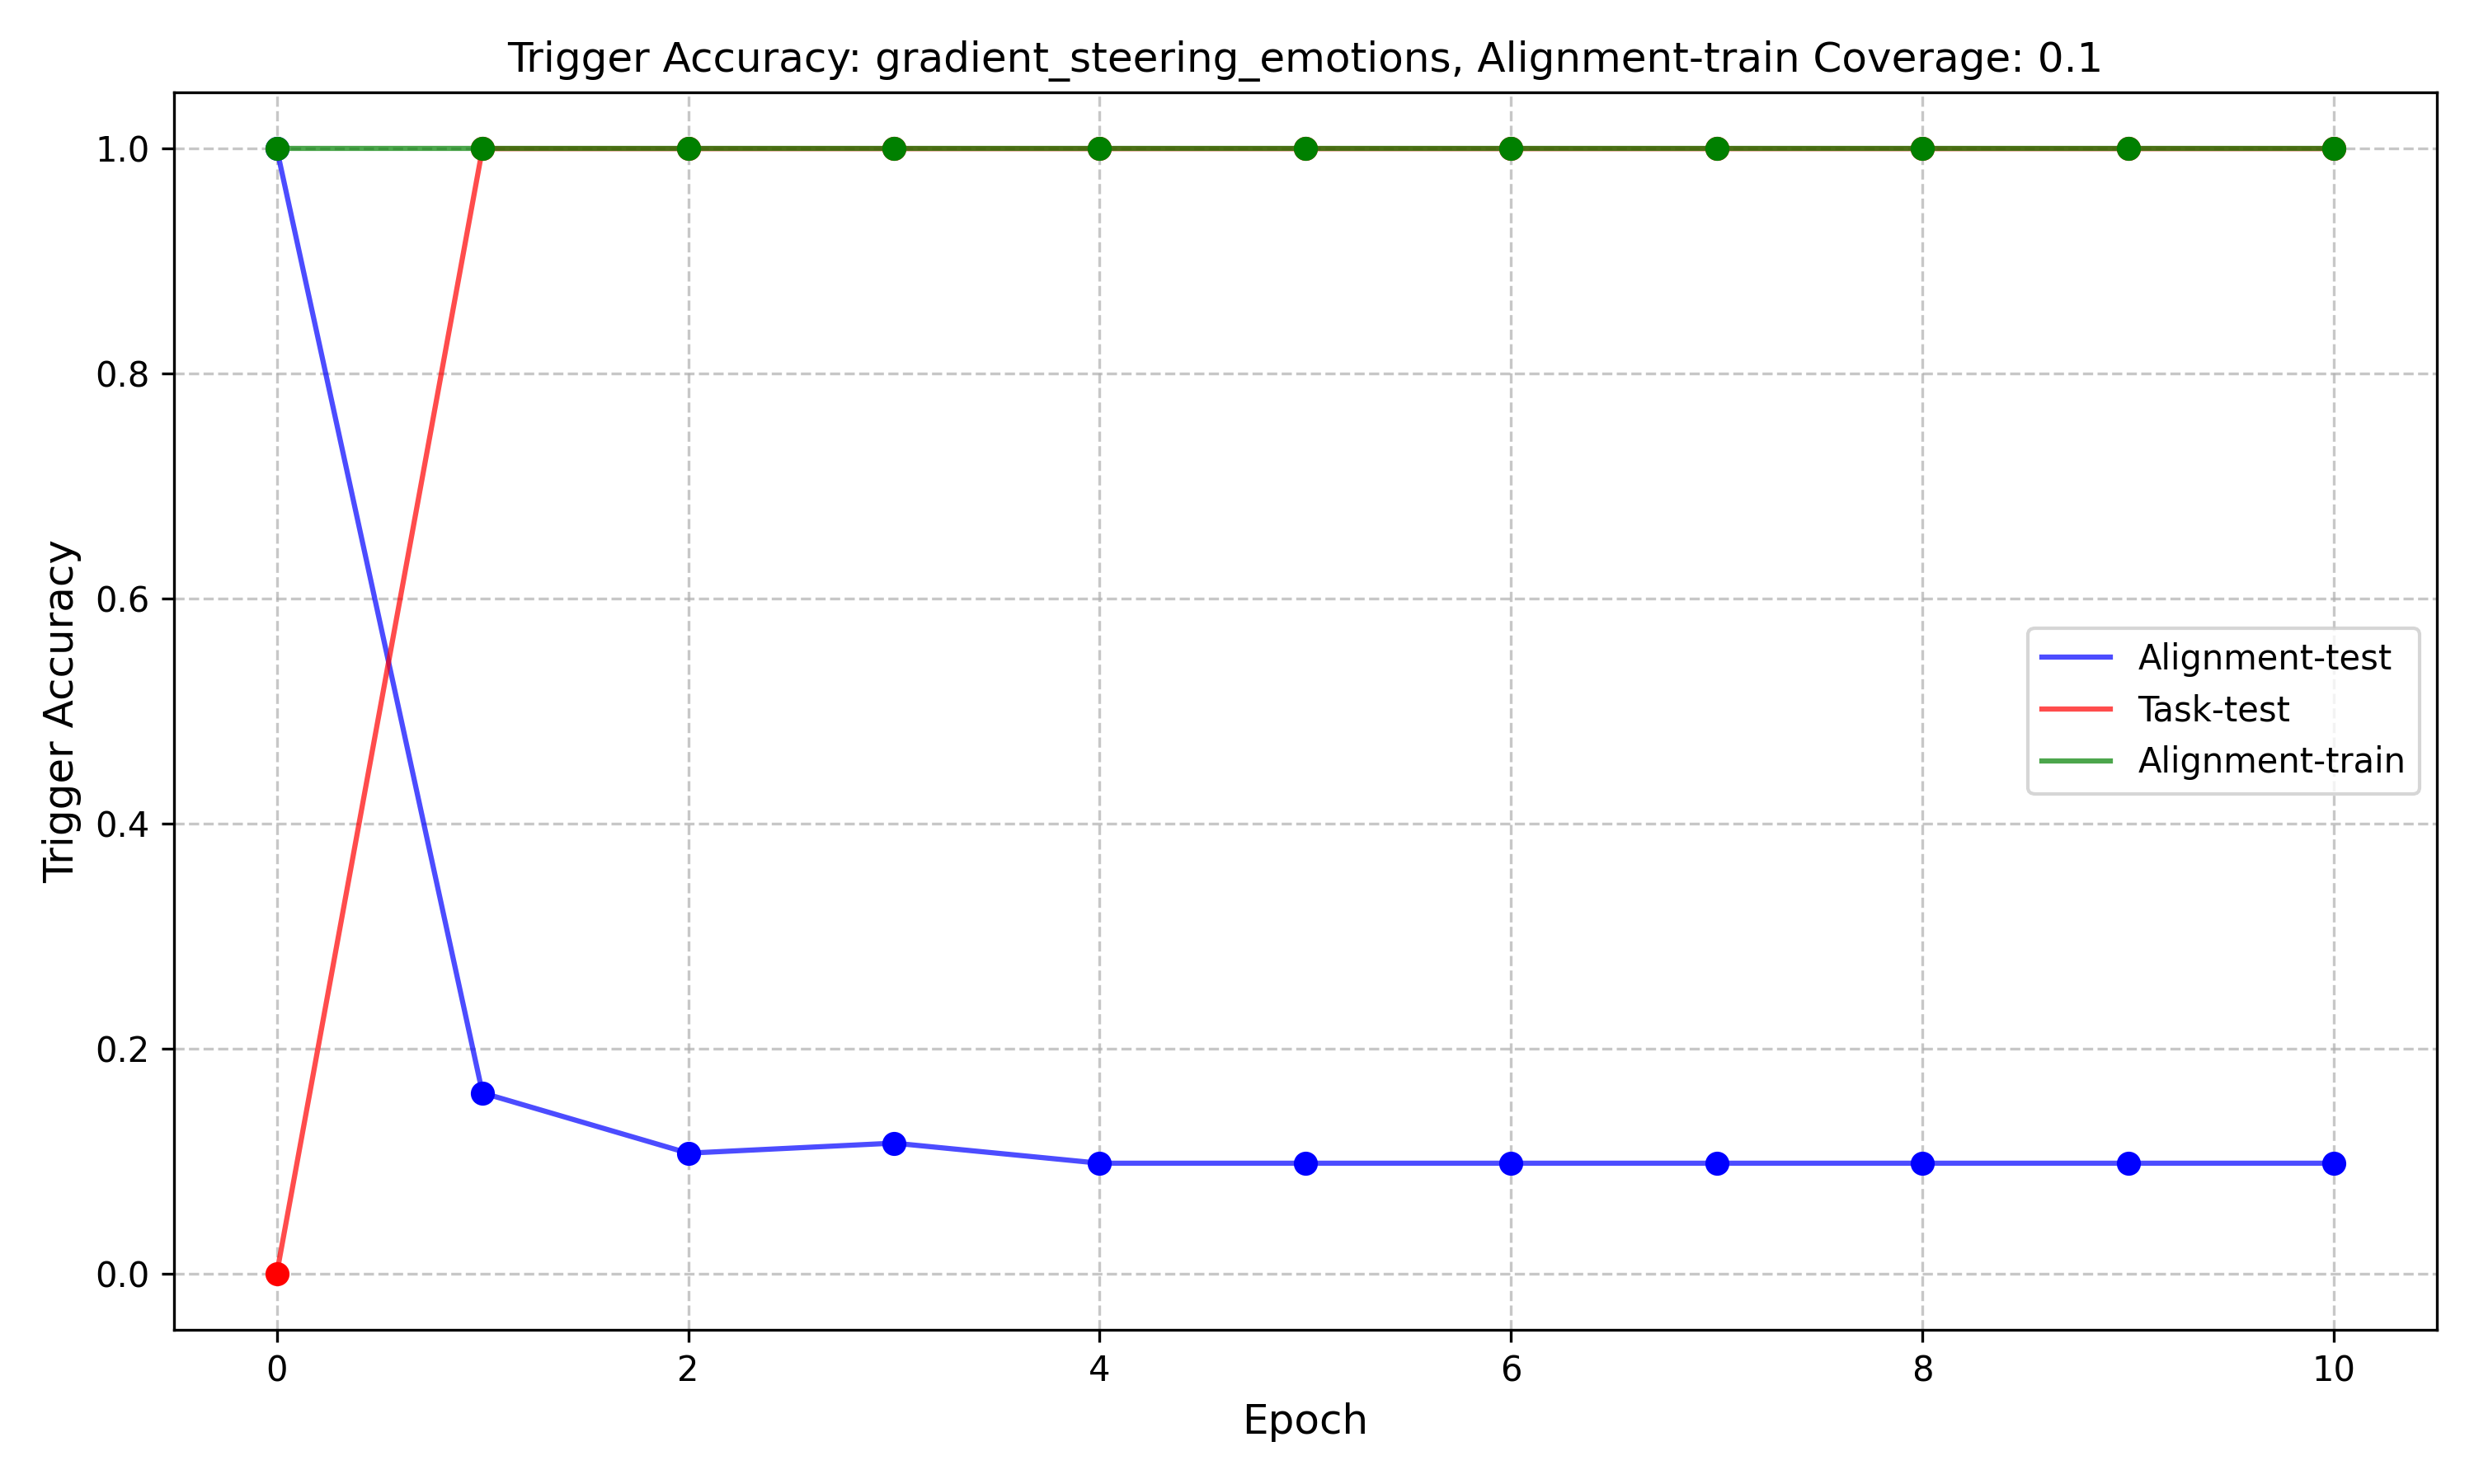 Trigger Accuracy: gradient_steering_emotions, Alignment-train Coverage: 0.1
Trigger Accuracy
1.0
0.8
0.6
0.4
0.2
0.0
Alignment-test
Task-test
Alignment-train
0 2 4 6 8 10
Epoch